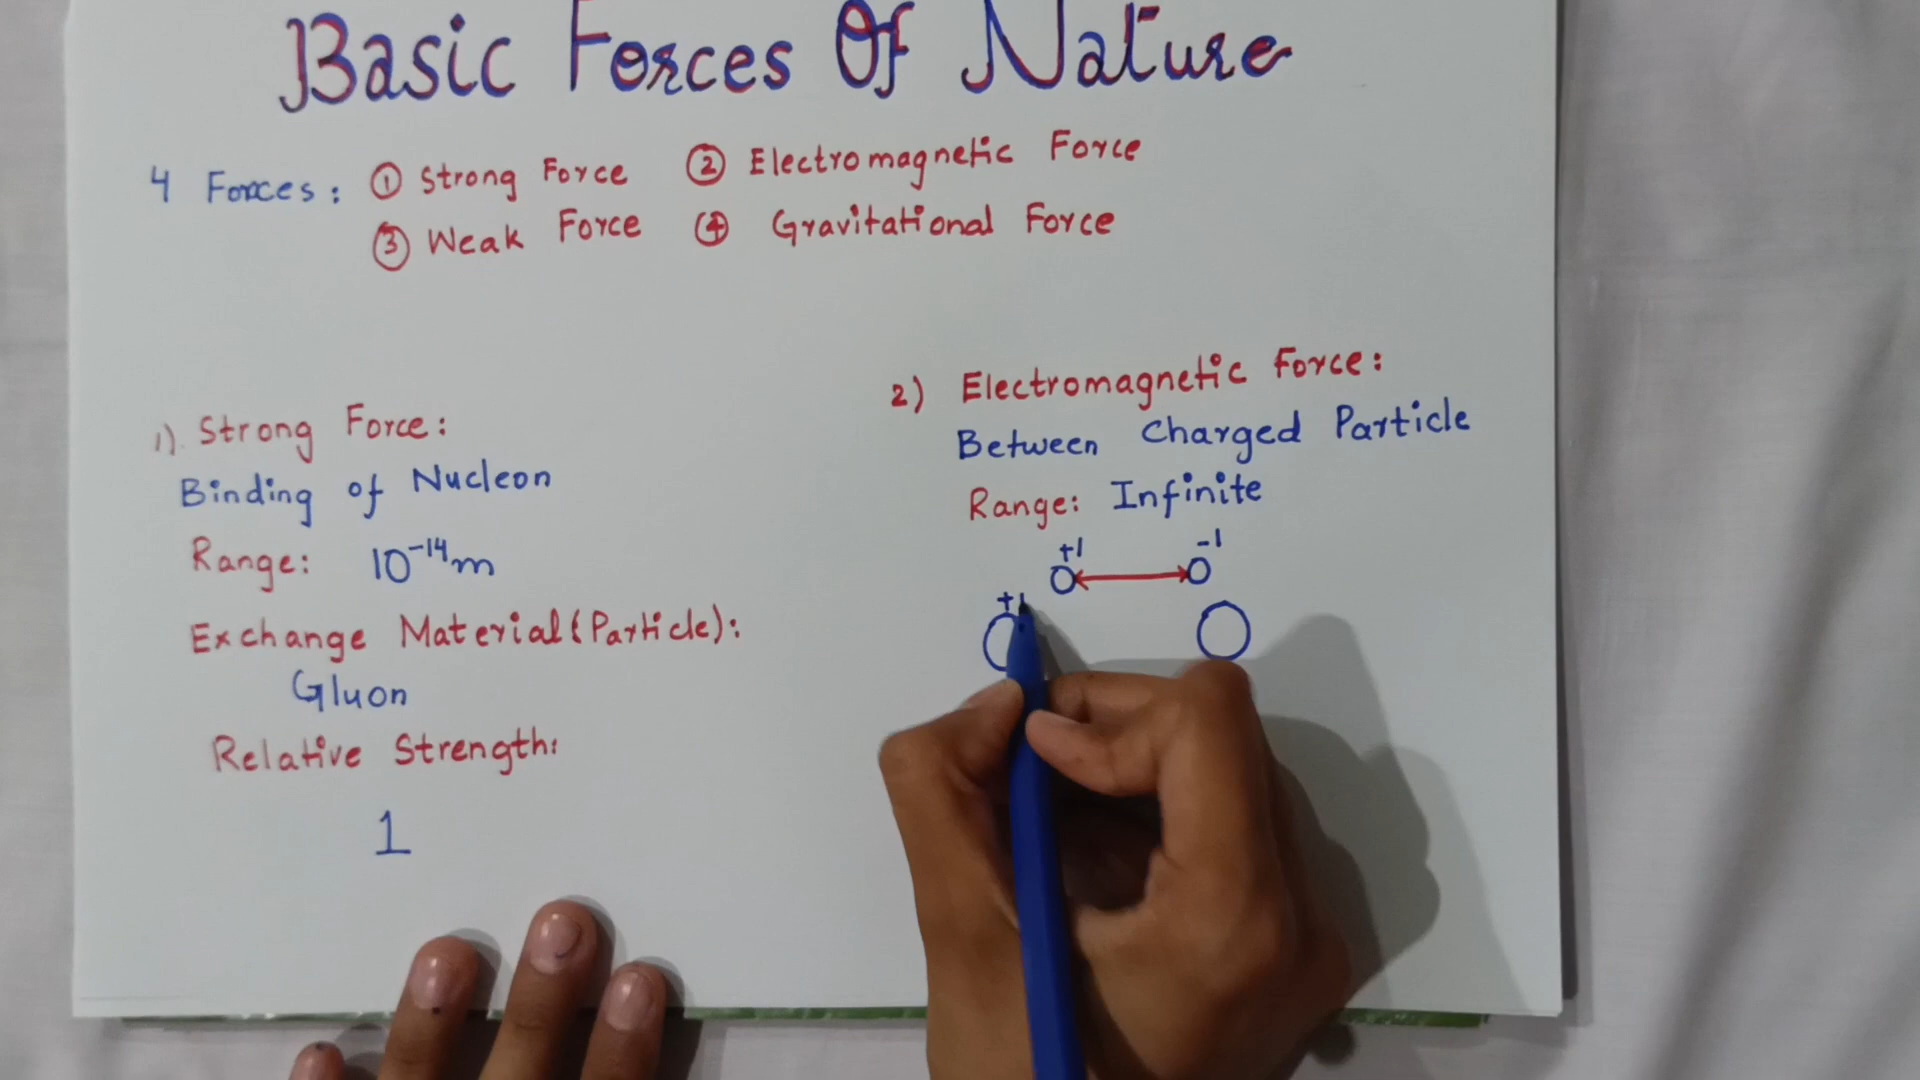 Basic Forces Of Nature
4 Forces: ① Strong Force ② Electromagnetic Force
③ Weak Force ④ Gravitational Force
1) Strong Force:
Binding of Nucleon
Range: 10⁻¹⁴m
Exchange Material (Particle):
Gluon
Relative Strength:
1
2) Electromagnetic Force:
Between Charged Particle
Range: Infinite
+1 -1
+1